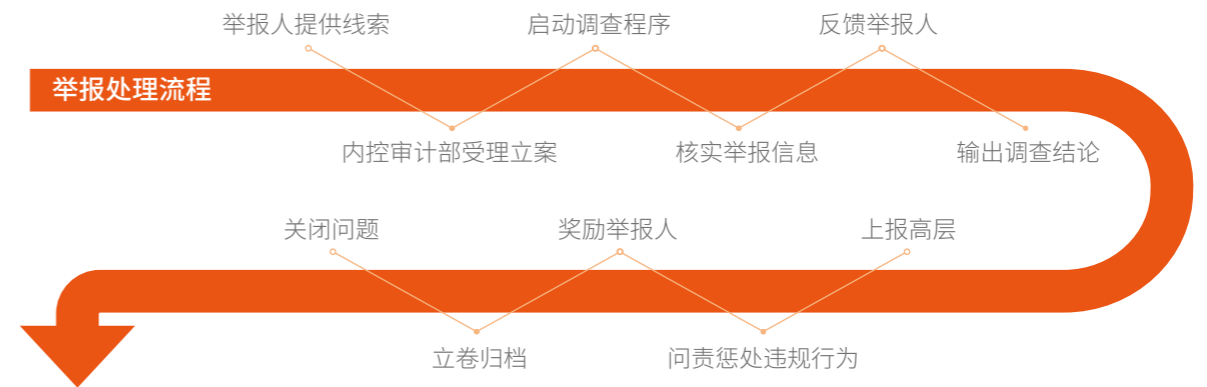 举报人提供线索
启动调查程序
反馈举报人
举报处理流程
内控审计部受理立案
核实举报信息
输出调查结论
关闭问题
奖励举报人
上报高层
立卷归档
问责惩处违规行为